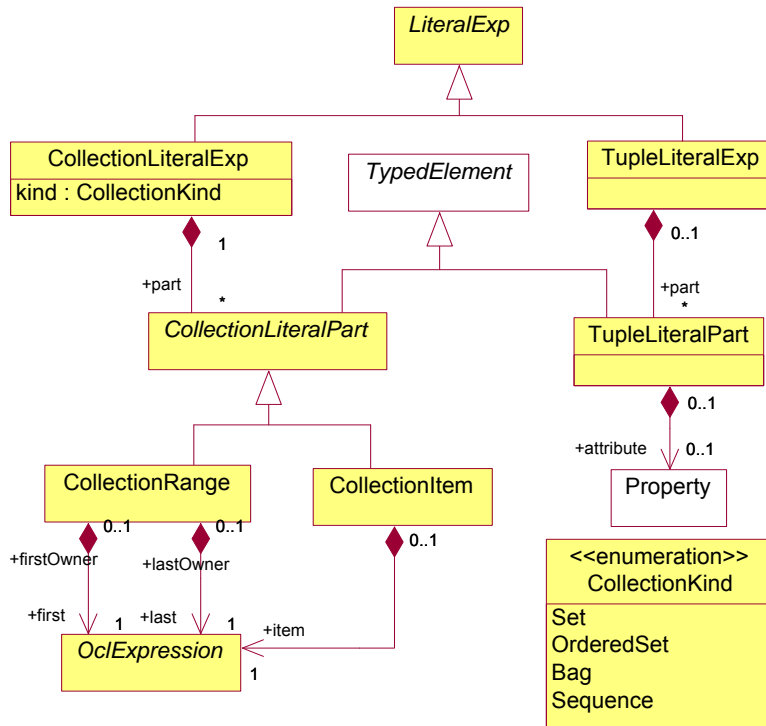 LiteralExp
CollectionLiteralExp
kind : CollectionKind
TypedElement
TupleLiteralExp
1
0..1
+part
*
+part
*
CollectionLiteralPart
TupleLiteralPart
0..1
+attribute
0..1
CollectionRange
CollectionItem
Property
0..1
0..1
0..1
+firstOwner
+lastOwner
<<enumeration>>
CollectionKind
+first
1
+last
1
+item
Set
OrderedSet
Bag
Sequence
OclExpression
1